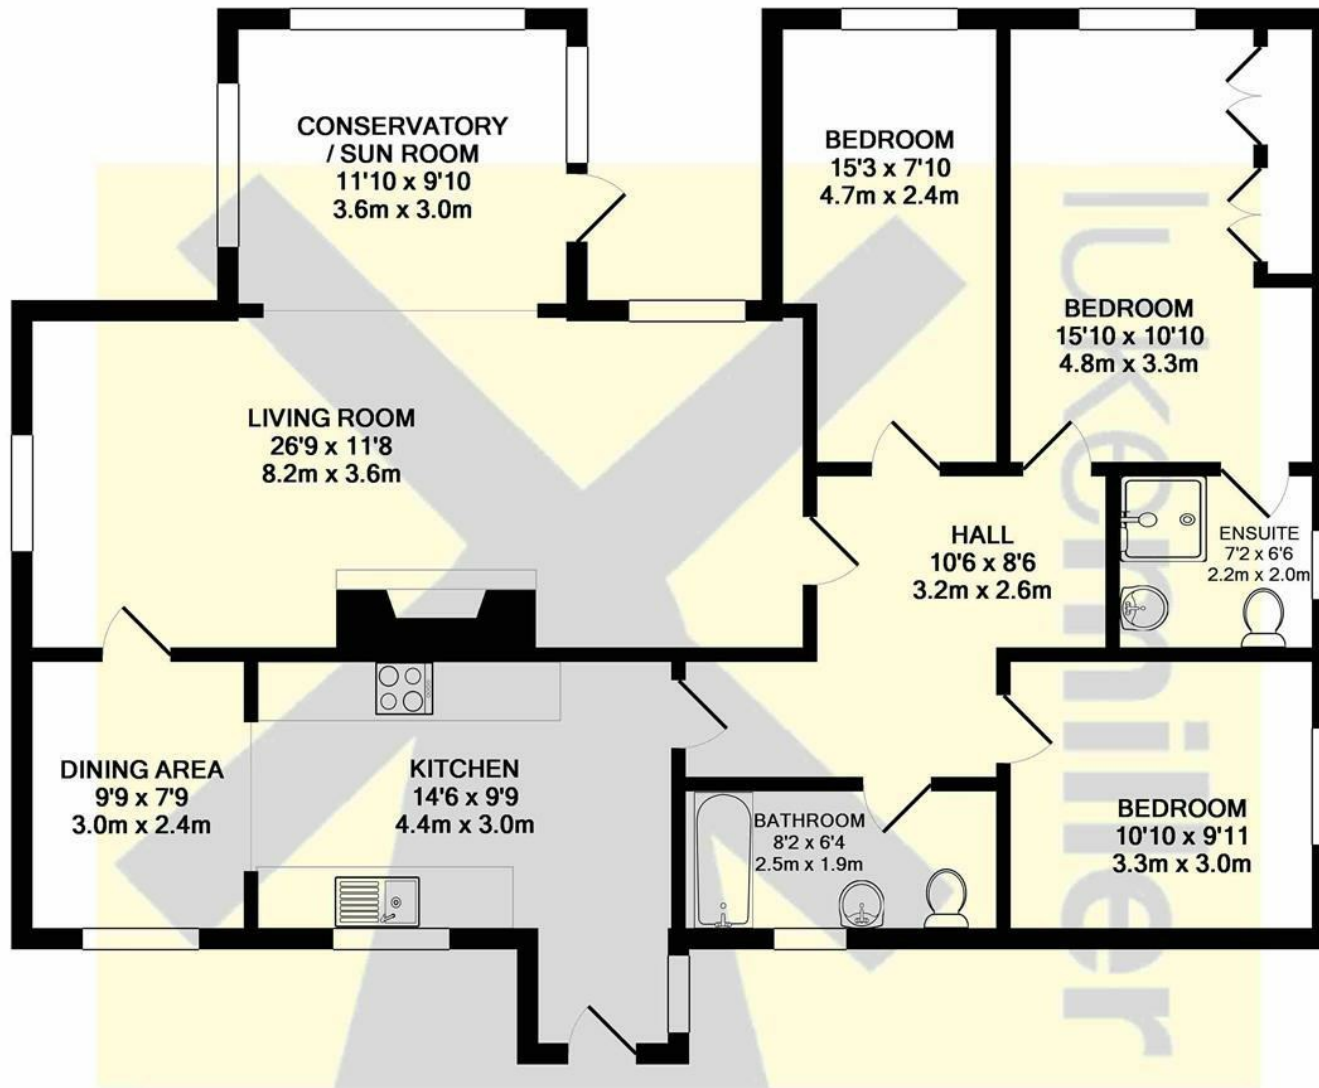 CONSERVATORY
/ SUN ROOM
11'10 x 9'10
3.6m x 3.0m
BEDROOM
15'3 x 7'10
4.7m x 2.4m
BEDROOM
15'10 x 10'10
4.8m x 3.3m
LIVING ROOM
26'9 x 11'8
8.2m x 3.6m
HALL
10'6 x 8'6
3.2m x 2.6m
ENSUITE
7'2 x 6'6
2.2m x 2.0m
DINING AREA
9'9 x 7'9
3.0m x 2.4m
KITCHEN
14'6 x 9'9
4.4m x 3.0m
BATHROOM
8'2 x 6'4
2.5m x 1.9m
BEDROOM
10'10 x 9'11
3.3m x 3.0m
lukemiller